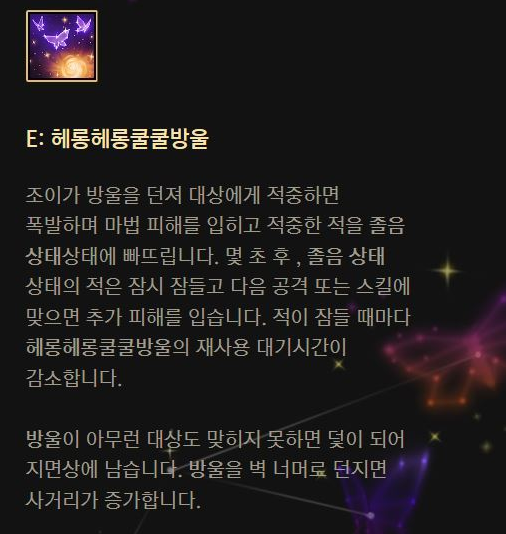 E: 헤롱헤롱쿨쿨방울
조이가 방울을 던져 대상에게 적중하면
폭발하며 마법 피해를 입히고 적중한 적을 졸음
상태상태에 빠뜨립니다. 몇 초 후 , 졸음 상태
상태의 적은 잠시 잠들고 다음 공격 또는 스킬에
맞으면 추가 피해를 입습니다. 적이 잠들 때마다
헤롱헤롱쿨쿨방울의 재사용 대기시간이
감소합니다.
방울이 아무런 대상도 맞히지 못하면 덫이 되어
지면상에 남습니다. 방울을 벽 너머로 던지면
사거리가 증가합니다.